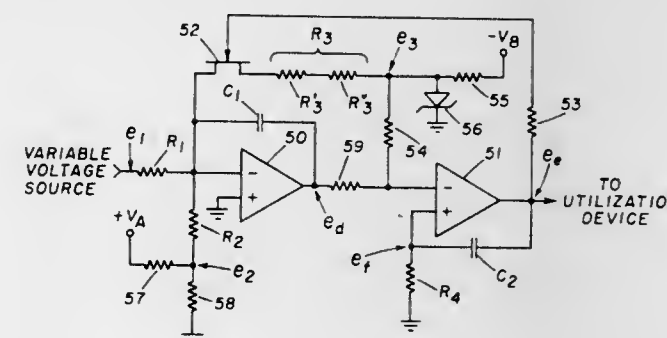 52
R3
e3
-VB
R'3
R"3
55
C1
56
53
e1
R1
50
59
54
51
ee
VARIABLE
VOLTAGE
SOURCE
-
+
-
+
TO
UTILIZATIO
DEVICE
+VA
R2
ed
ef
C2
57
e2
58
R4